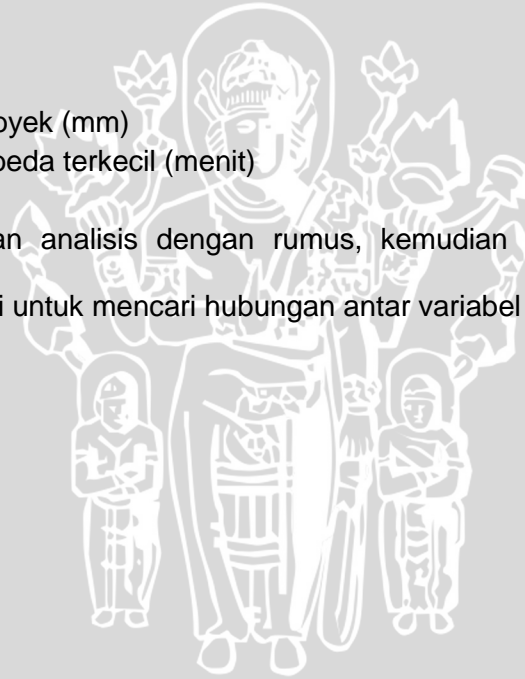 oyek (mm)
beda terkecil (menit)
an analisis dengan rumus, kemudian
i untuk mencari hubungan antar variabel